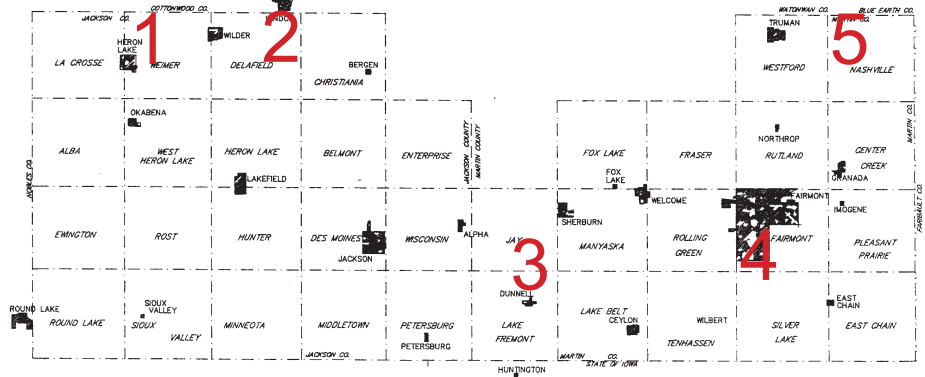 COTTONWOOD CO.
JACKSON CO.
WATONWAN CO.
BLUE EARTH CO.
1
2
5
TRUMAN
HERON
LAKE
WILDER
LA CROSSE
WEIMER
DELAFIELD
BERGEN
CHRISTIANIA
WESTFORD
NASHVILLE
OKABENA
ALBA
WEST
HERON LAKE
HERON LAKE
BELMONT
ENTERPRISE
JACKSON COUNTY
MARTIN COUNTY
FOX LAKE
FRASER
NORTHROP
RUTLAND
CENTER
CREEK
MARTIN CO.
NOBLES CO.
LAKEFIELD
FOX
LAKE
WELCOME
GRANADA
FAIRMONT
IMOGENE
FARIBAULT CO.
EWINGTON
ROST
HUNTER
DES MOINES
JACKSON
WISCONSIN
ALPHA
JAY
SHERBURN
MANYASKA
ROLLING
GREEN
FAIRMONT
PLEASANT
PRAIRIE
3
4
ROUND LAKE
ROUND LAKE
SIOUX
VALLEY
SIOUX
VALLEY
MINNEOTA
MIDDLETOWN
PETERSBURG
PETERSBURG
DUNNELL
LAKE
FREMONT
LAKE BELT
CEYLON
WILBERT
TENHASSEN
SILVER
LAKE
EAST
CHAIN
EAST CHAIN
JACKSON CO.
MARTIN CO.
STATE OF IOWA
HUNTINGTON